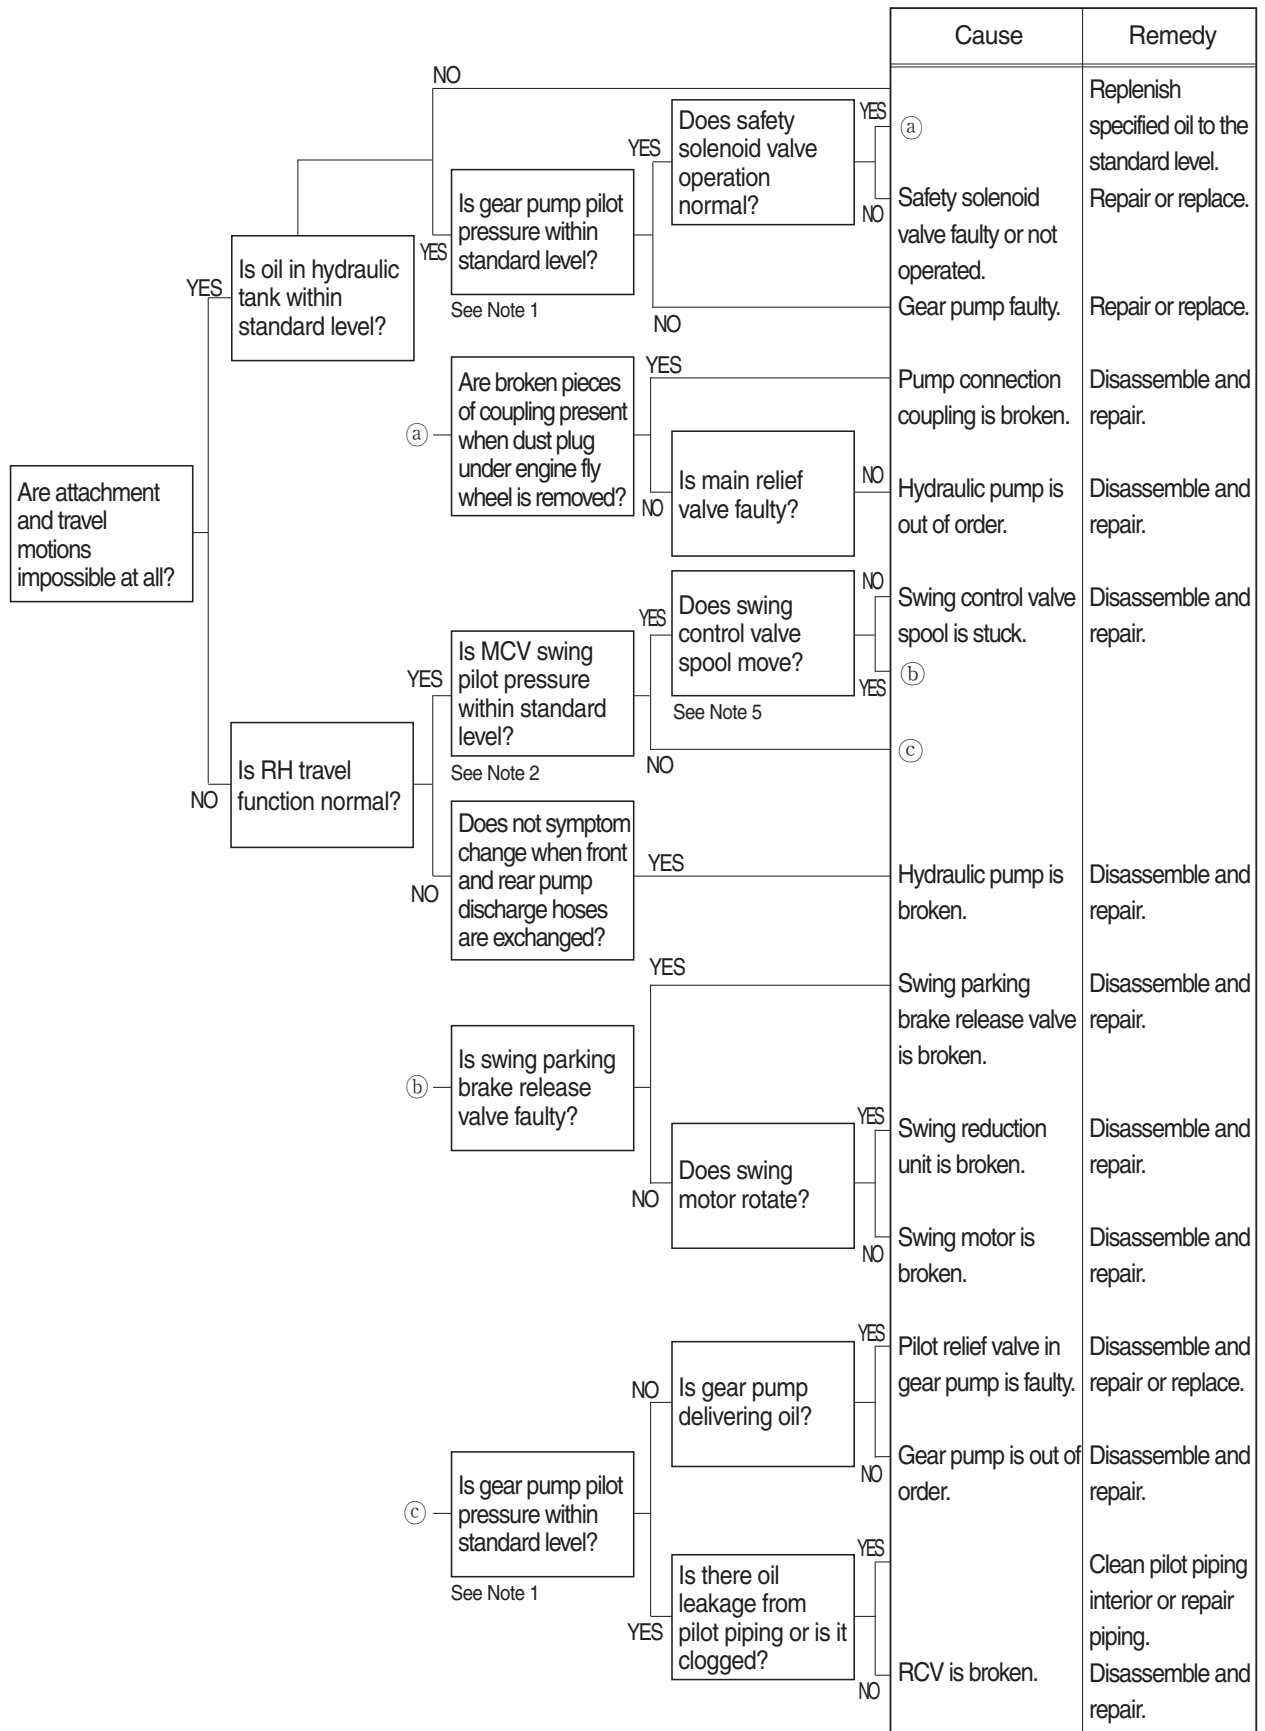 Cause
Remedy
NO
Replenish
specified oil to the
standard level.
Does safety
solenoid valve
operation
normal?
YES
ⓐ
YES
NO
Safety solenoid
valve faulty or not
operated.
Repair or replace.
Is gear pump pilot
pressure within
standard level?
YES
See Note 1
NO
Gear pump faulty.
Repair or replace.
Is oil in hydraulic
tank within
standard level?
YES
Are broken pieces
of coupling present
when dust plug
under engine fly
wheel is removed?
ⓐ
YES
Pump connection
coupling is broken.
Disassemble and
repair.
NO
Is main relief
valve faulty?
NO
Hydraulic pump is
out of order.
Disassemble and
repair.
Are attachment
and travel
motions
impossible at all?
Does swing
control valve
spool move?
YES
See Note 5
NO
Swing control valve
spool is stuck.
Disassemble and
repair.
YES
ⓑ
Is MCV swing
pilot pressure
within standard
level?
YES
See Note 2
NO
ⓒ
Is RH travel
function normal?
NO
Does not symptom
change when front
and rear pump
discharge hoses
are exchanged?
NO
YES
Hydraulic pump is
broken.
Disassemble and
repair.
YES
Swing parking
brake release valve
is broken.
Disassemble and
repair.
ⓑ
Is swing parking
brake release
valve faulty?
NO
Does swing
motor rotate?
YES
Swing reduction
unit is broken.
Disassemble and
repair.
NO
Swing motor is
broken.
Disassemble and
repair.
NO
Is gear pump
delivering oil?
YES
Pilot relief valve in
gear pump is faulty.
Disassemble and
repair or replace.
NO
Gear pump is out of
order.
Disassemble and
repair.
ⓒ
Is gear pump pilot
pressure within
standard level?
See Note 1
YES
Is there oil
leakage from
pilot piping or is it
clogged?
YES
Clean pilot piping
interior or repair
piping.
NO
RCV is broken.
Disassemble and
repair.